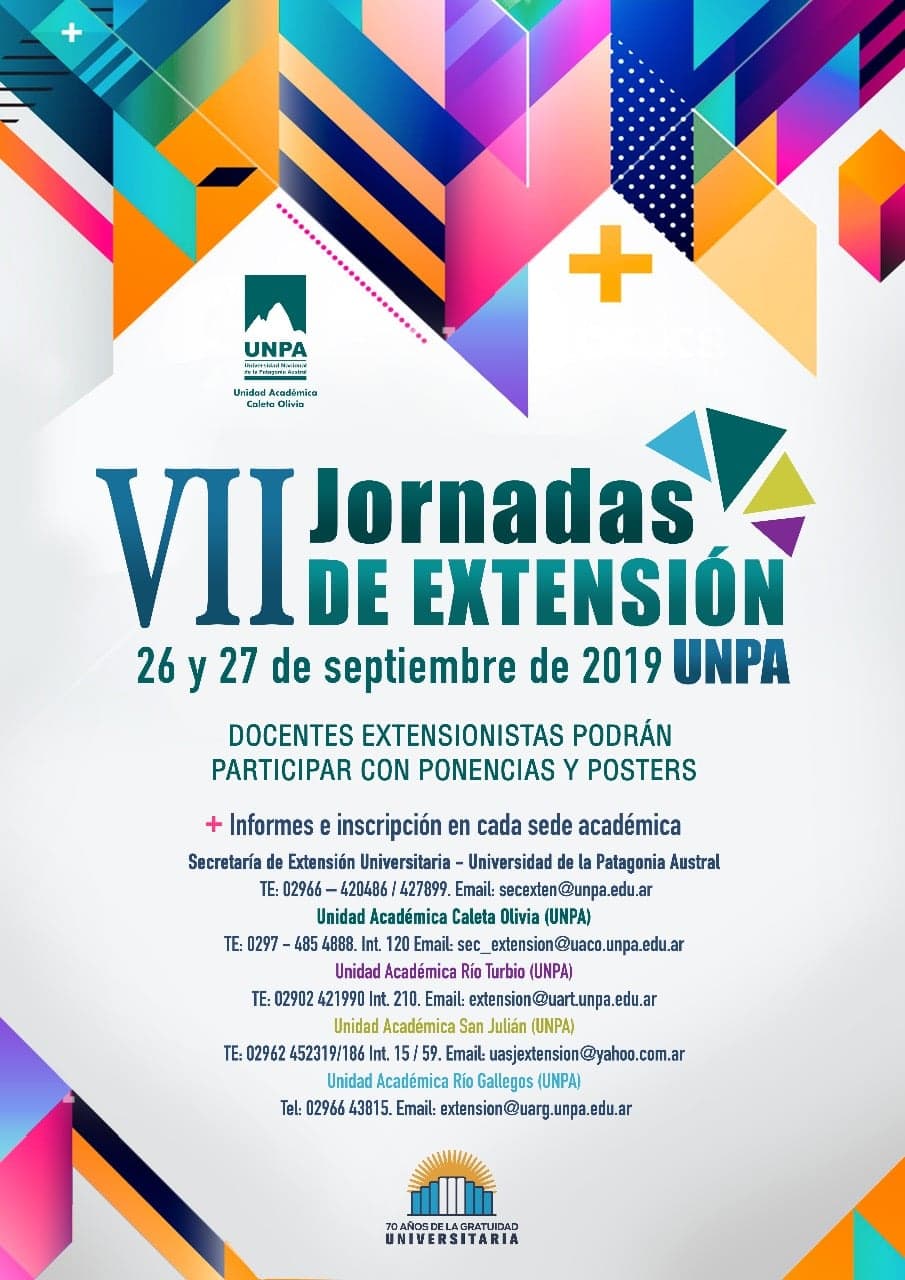 UNPA
Universidad Nacional
de la Patagonia Austral
Unidad Académica
Caleta Olivia
VII Jornadas
DE EXTENSIÓN
26 y 27 de septiembre de 2019 UNPA
DOCENTES EXTENSIONISTAS PODRÁN
PARTICIPAR CON PONENCIAS Y POSTERS
+ Informes e inscripción en cada sede académica
Secretaría de Extensión Universitaria - Universidad de la Patagonia Austral
TE: 02966 – 420486 / 427899. Email: secexten@unpa.edu.ar
Unidad Académica Caleta Olivia (UNPA)
TE: 0297 - 485 4888. Int. 120 Email: sec_extension@uaco.unpa.edu.ar
Unidad Académica Río Turbio (UNPA)
TE: 02902 421990 Int. 210. Email: extension@uart.unpa.edu.ar
Unidad Académica San Julián (UNPA)
TE: 02962 452319/186 Int. 15 / 59. Email: uasjextension@yahoo.com.ar
Unidad Académica Río Gallegos (UNPA)
Tel: 02966 43815. Email: extension@uarg.unpa.edu.ar
70 AÑOS DE LA GRATUIDAD
UNIVERSITARIA